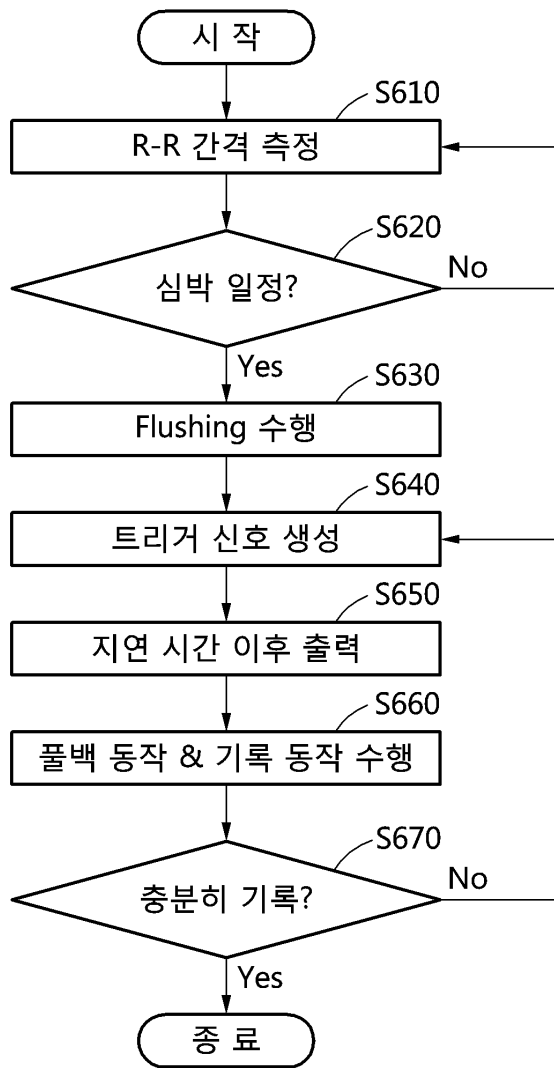 시 작
S610
R-R 간격 측정
S620
심박 일정?
No
Yes
S630
Flushing 수행
S640
트리거 신호 생성
S650
지연 시간 이후 출력
S660
풀백 동작 & 기록 동작 수행
S670
충분히 기록?
No
Yes
종 료